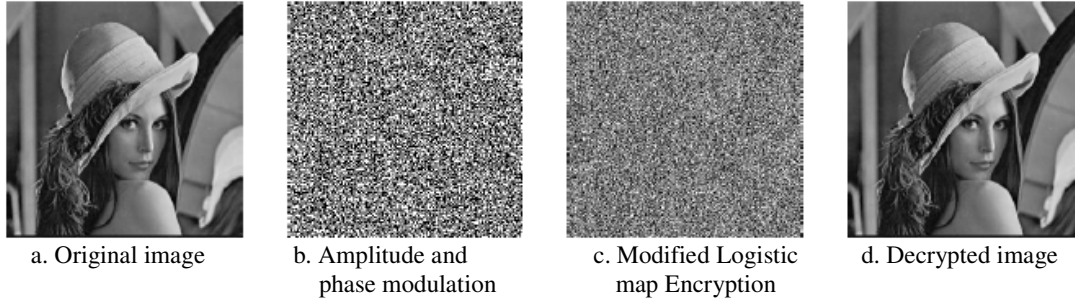 a. Original image
b. Amplitude and
phase modulation
c. Modified Logistic
map Encryption
d. Decrypted image